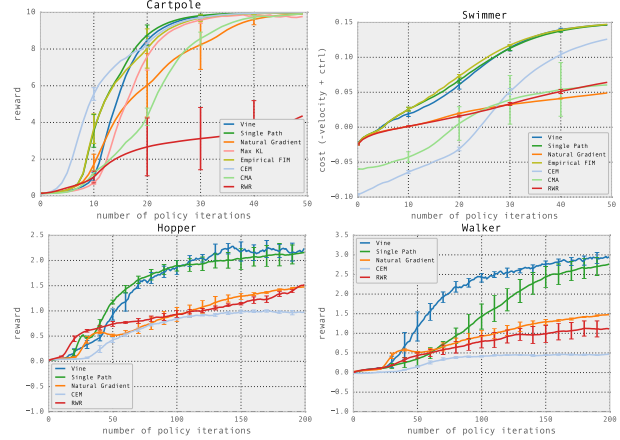 Cartpole
10
8
6
4
2
0
reward
0
10
20
30
40
50
number of policy iterations
Vine
Single Path
Natural Gradient
Max KL
Empirical FIM
CEM
CMA
RWR
Swimmer
0.15
0.10
0.05
0.00
−0.05
−0.10
cost (-velocity + ctrl)
0
10
20
30
40
50
number of policy iterations
Vine
Single Path
Natural Gradient
Empirical FIM
CEM
CMA
RWR
Hopper
2.5
2.0
1.5
1.0
0.5
0.0
−0.5
−1.0
reward
0
50
100
150
200
number of policy iterations
Vine
Single Path
Natural Gradient
CEM
RWR
Walker
3.5
3.0
2.5
2.0
1.5
1.0
0.5
0.0
−0.5
−1.0
reward
0
50
100
150
200
number of policy iterations
Vine
Single Path
Natural Gradient
CEM
RWR